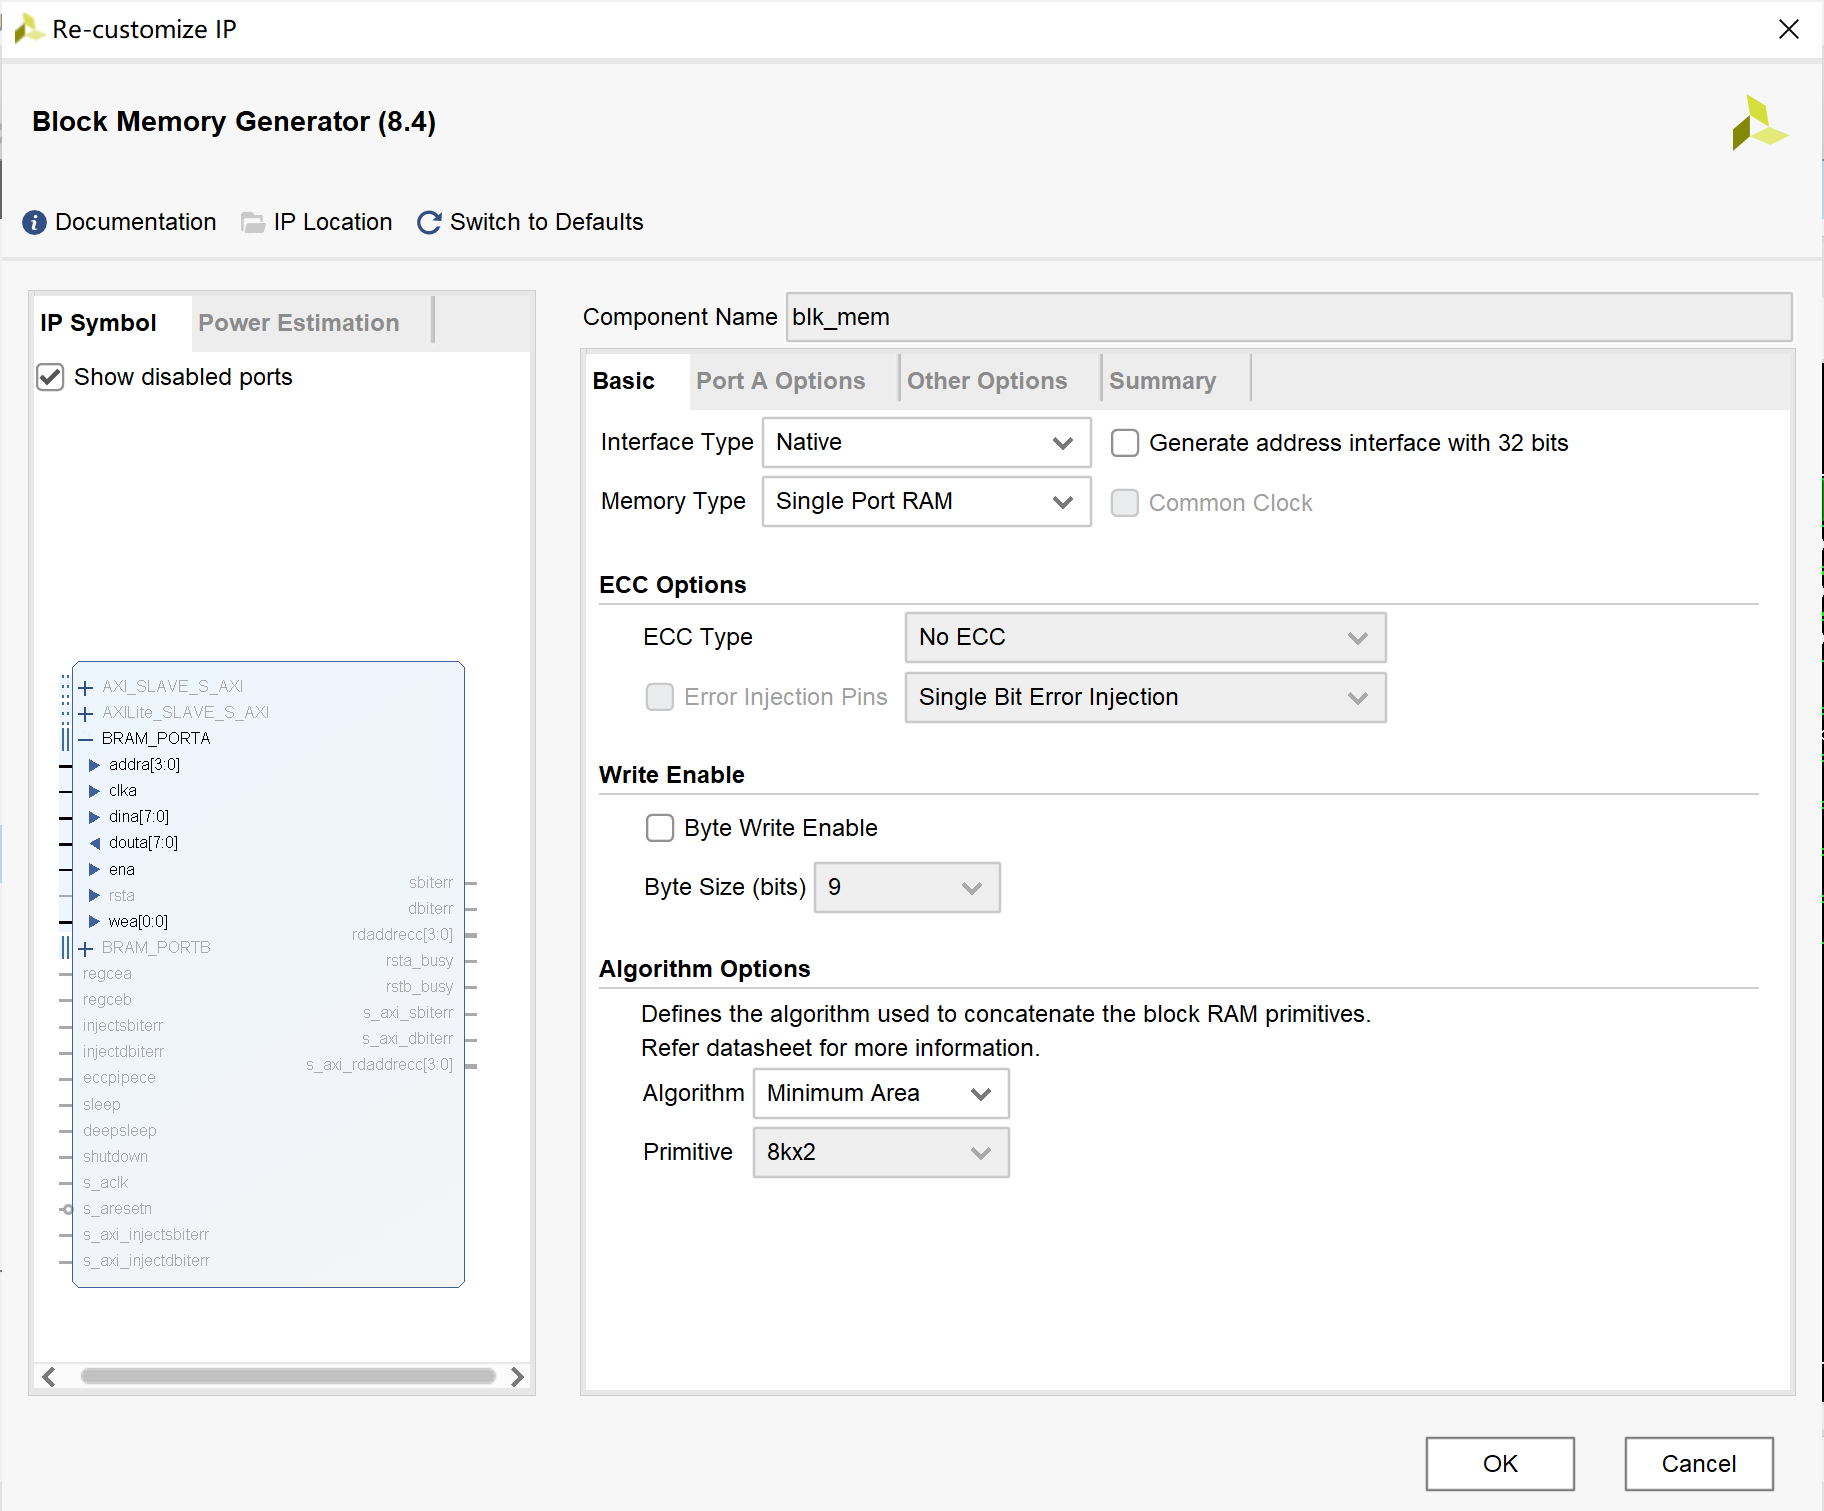 Re-customize IP
Block Memory Generator (8.4)
Documentation IP Location Switch to Defaults
IP Symbol Power Estimation
Show disabled ports
AXI_SLAVE_S_AXI
AXILite_SLAVE_S_AXI
BRAM_PORTA
addra[3:0]
clka
dina[7:0]
douta[7:0]
ena
rsta
wea[0:0]
BRAM_PORTB
regcea
regceb
injectsbiterr
injectdbiterr
eccpipece
sleep
deepsleep
shutdown
s_aclk
s_aresetn
s_axi_injectsbiterr
s_axi_injectdbiterr
sbiterr
dbiterr
rdaddrecc[3:0]
rsta_busy
rstb_busy
s_axi_sbiterr
s_axi_dbiterr
s_axi_rdaddrecc[3:0]
Component Name blk_mem
Basic Port A Options Other Options Summary
Interface Type Native Generate address interface with 32 bits
Memory Type Single Port RAM Common Clock
ECC Options
ECC Type No ECC
Error Injection Pins Single Bit Error Injection
Write Enable
Byte Write Enable
Byte Size (bits) 9
Algorithm Options
Defines the algorithm used to concatenate the block RAM primitives.
Refer datasheet for more information.
Algorithm Minimum Area
Primitive 8kx2
OK Cancel